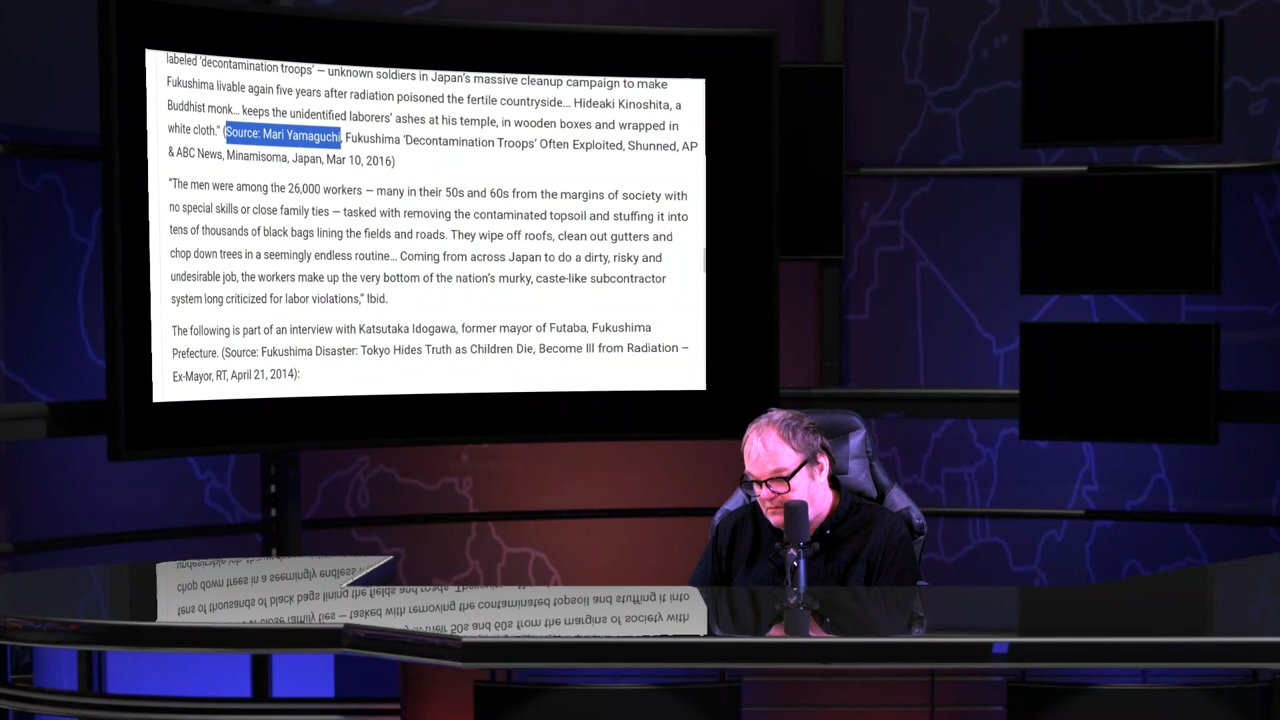 labeled 'decontamination troops' — unknown soldiers in Japan's massive cleanup campaign to make
Fukushima livable again five years after radiation poisoned the fertile countryside... Hideaki Kinoshita, a
Buddhist monk... keeps the unidentified laborers' ashes at his temple, in wooden boxes and wrapped in
white cloth." (Source: Mari Yamaguchi, Fukushima 'Decontamination Troops' Often Exploited, Shunned, AP
& ABC News, Minamisoma, Japan, Mar 10, 2016)
"The men were among the 26,000 workers — many in their 50s and 60s from the margins of society with
no special skills or close family ties — tasked with removing the contaminated topsoil and stuffing it into
tens of thousands of black bags lining the fields and roads. They wipe off roofs, clean out gutters and
chop down trees in a seemingly endless routine... Coming from across Japan to do a dirty, risky and
undesirable job, the workers make up the very bottom of the nation's murky, caste-like subcontractor
system long criticized for labor violations," Ibid.
The following is part of an interview with Katsutaka Idogawa, former mayor of Futaba, Fukushima
Prefecture. (Source: Fukushima Disaster: Tokyo Hides Truth as Children Die, Become Ill from Radiation –
Ex-Mayor, RT, April 21, 2014):